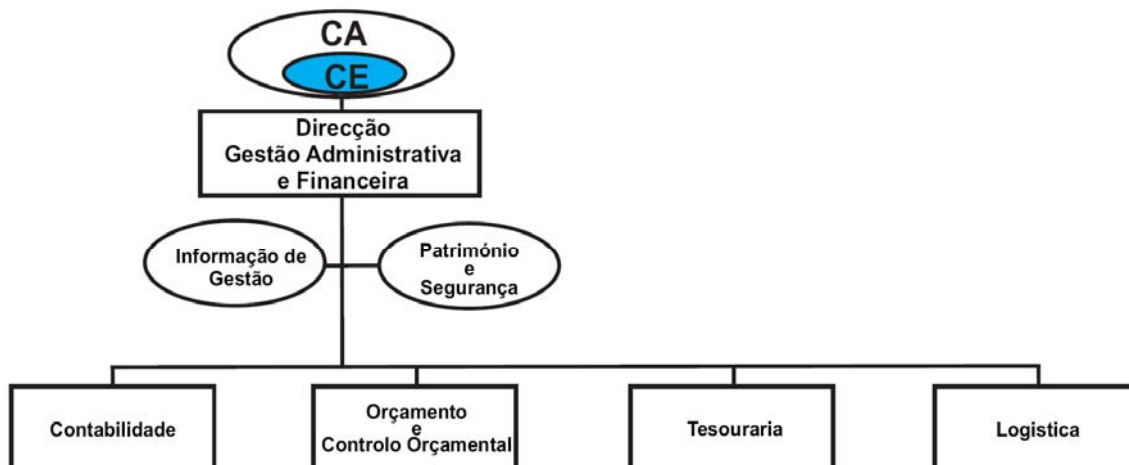 CA
CE
Direcção
Gestão Administrativa
e Financeira
Informação de
Gestão
Património
e
Segurança
Contabilidade
Orçamento
e
Controlo Orçamental
Tesouraria
Logistica